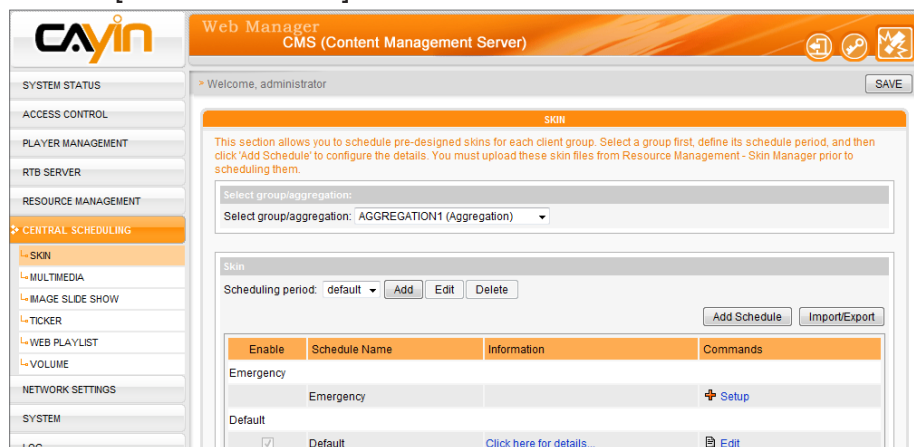 CAyin
Web Manager
CMS (Content Management Server)
SYSTEM STATUS
ACCESS CONTROL
PLAYER MANAGEMENT
RTB SERVER
RESOURCE MANAGEMENT
CENTRAL SCHEDULING
SKIN
MULTIMEDIA
IMAGE SLIDE SHOW
TICKER
WEB PLAYLIST
VOLUME
NETWORK SETTINGS
SYSTEM
> Welcome, administrator
SAVE
SKIN
This section allows you to schedule pre-designed skins for each client group. Select a group first, define its schedule period, and then
click 'Add Schedule' to configure the details. You must upload these skin files from Resource Management - Skin Manager prior to
scheduling them.
Select group/aggregation:
Select group/aggregation: AGGREGATION1 (Aggregation)
Skin
Scheduling period: default Add Edit Delete
Add Schedule Import/Export
Enable Schedule Name Information Commands
Emergency
Emergency Setup
Default
Default Click here for details... Edit